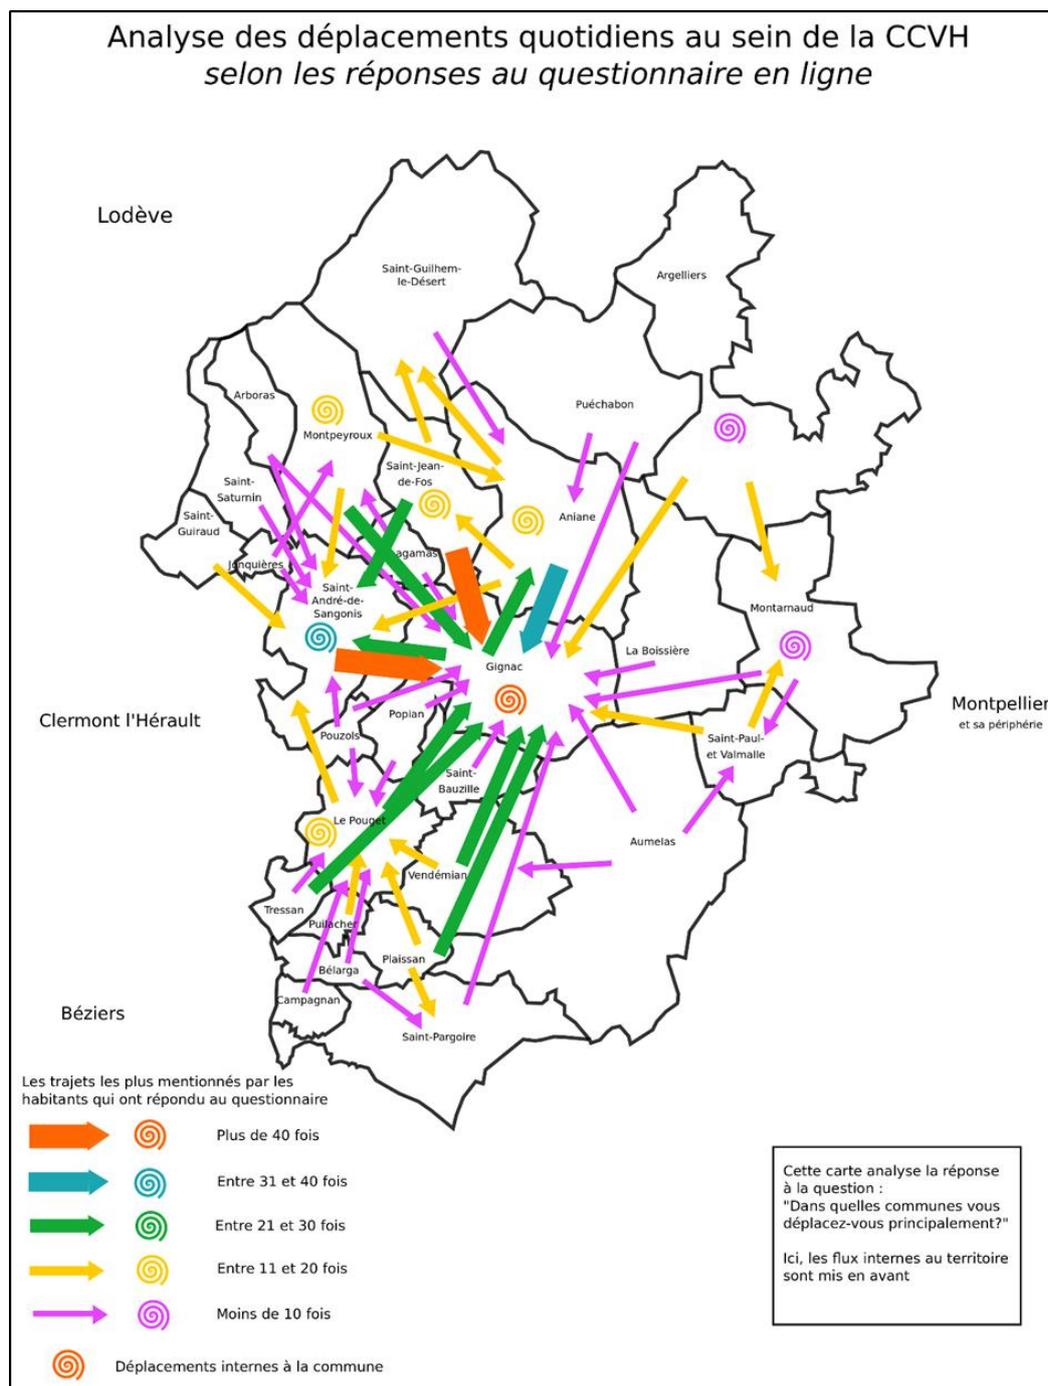 Analyse des déplacements quotidiens au sein de la CCVH
selon les réponses au questionnaire en ligne
Lodève
Saint-Guilhem-
le-Désert
Argelliers
Arboras
Puéchabon
Montpeyroux
Saint-Jean-
de-Fos
Saint-
Saturnin
Saint-
Guiraud
Aniane
Jonquières
Lagamas
Saint-
André-de-
Sangonis
Montarnaud
La Boissière
Gignac
Montpellier
et sa périphérie
Clermont l'Hérault
Popian
Pouzols
Saint-Paul-
et Valmalle
Saint-
Bauzille
Le Pouget
Aumelas
Vendémian
Tressan
Puilacher
Plaissan
Bélarga
Campagnan
Béziers
Saint-Pargoire
Les trajets les plus mentionnés par les
habitants qui ont répondu au questionnaire
Plus de 40 fois
Entre 31 et 40 fois
Entre 21 et 30 fois
Entre 11 et 20 fois
Moins de 10 fois
Déplacements internes à la commune
Cette carte analyse la réponse
à la question :
"Dans quelles communes vous
déplacez-vous principalement?"
Ici, les flux internes au territoire
sont mis en avant